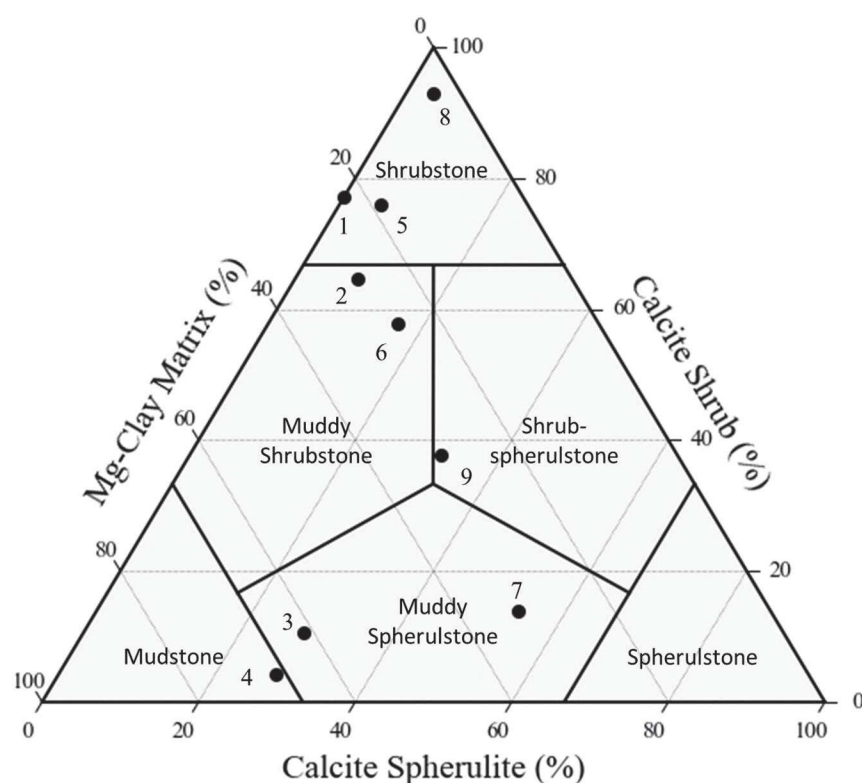 0
100
8
20
Shrubstone
80
1
5
Mg-Clay Matrix (%)
40
2
60
Calcite Shrub (%)
6
60
Muddy
Shrubstone
Shrub-
spherulstone
40
9
80
20
3
7
Muddy
Spherulstone
Mudstone
Spherulstone
4
100
0
0
20
40
60
80
100
Calcite Spherulite (%)